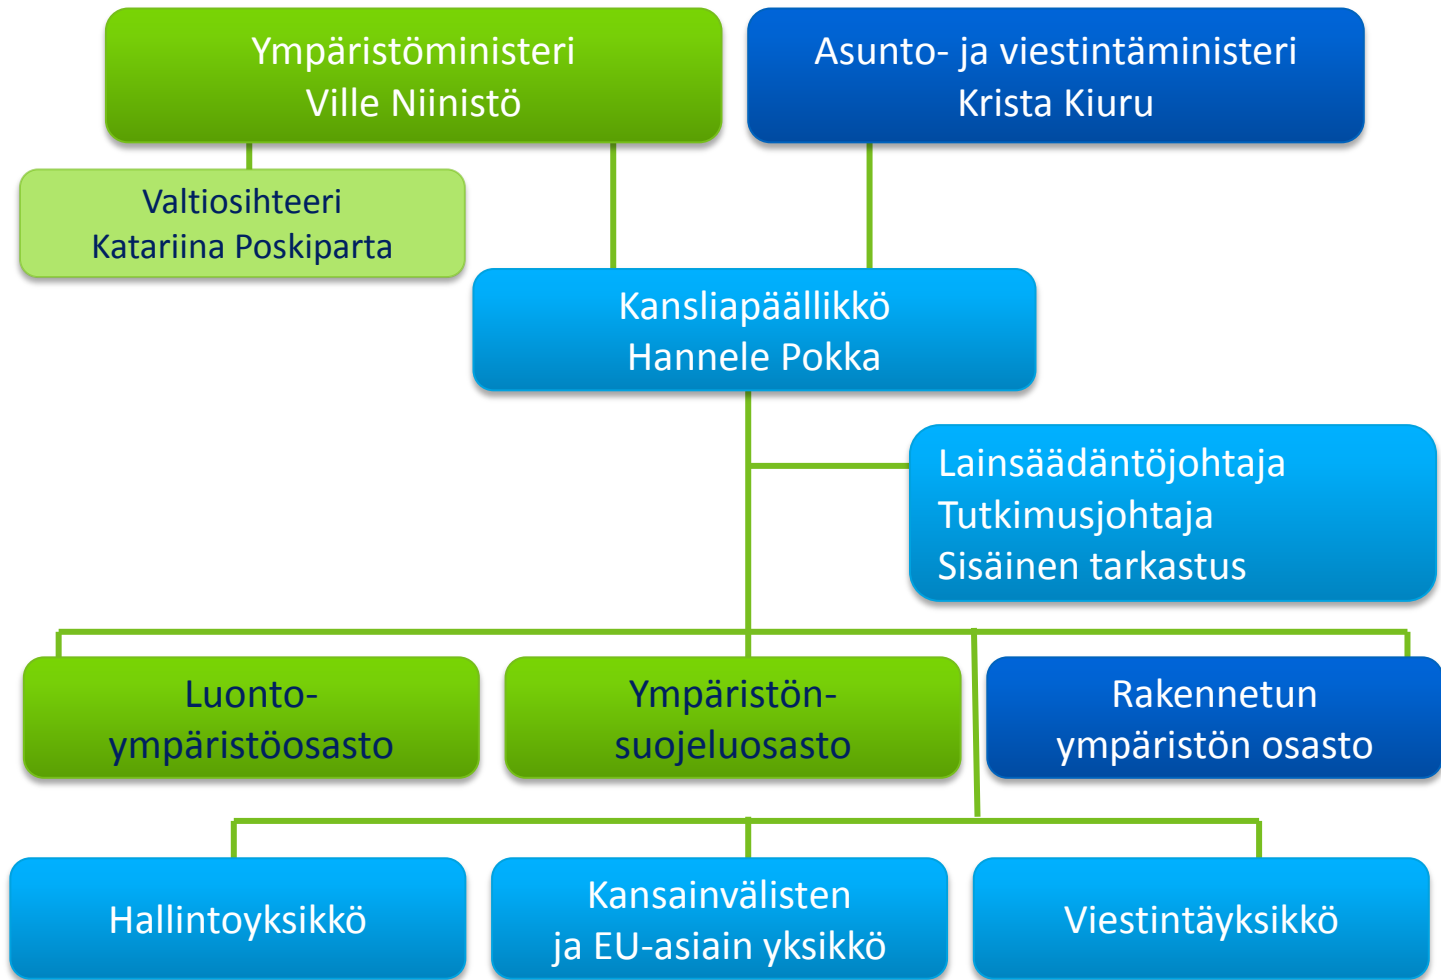 Ympäristöministeri
Ville Niinistö
Asunto- ja viestintäministeri
Krista Kiuru
Valtiosihteeri
Katariina Poskiparta
Kansliapäällikkö
Hannele Pokka
Lainsäädäntöjohtaja
Tutkimusjohtaja
Sisäinen tarkastus
Luonto-
ympäristöosasto
Ympäristön-
suojeluosasto
Rakennetun
ympäristön osasto
Hallintoyksikkö
Kansainvälisten
ja EU-asiain yksikkö
Viestintäyksikkö